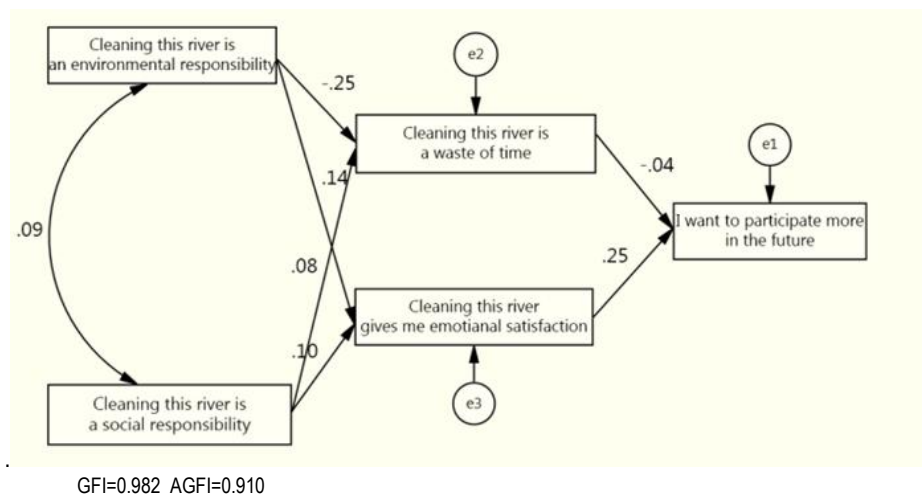 Cleaning this river is
an environmental responsibility
e2
-.25
Cleaning this river is
a waste of time
e1
-.04
.14
I want to participate more
in the future
.09
.08
.25
Cleaning this river
gives me emotianal satisfaction
.10
Cleaning this river is
a social responsibility
e3
.
GFI=0.982 AGFI=0.910